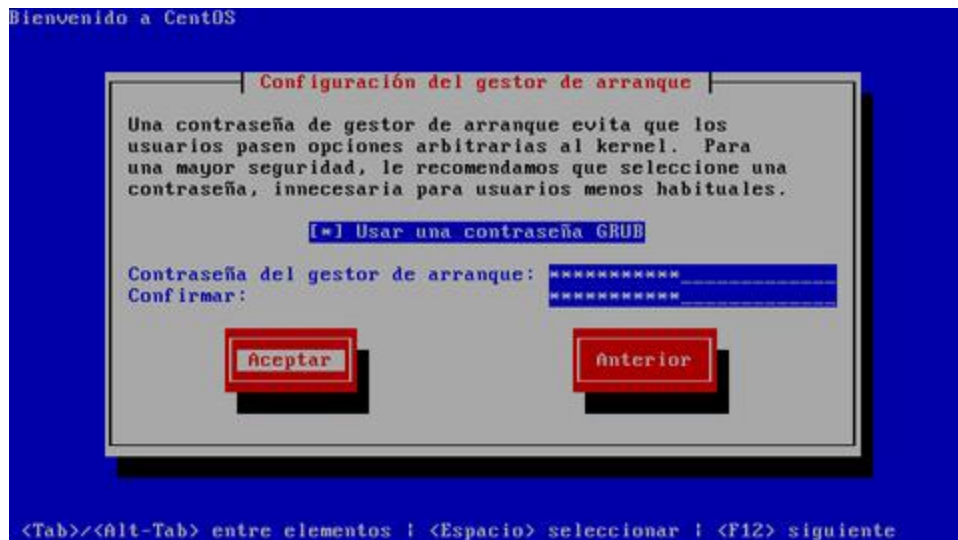 Bienvenido a CentOS
Configuración del gestor de arranque
Una contraseña de gestor de arranque evita que los
usuarios pasen opciones arbitrarias al kernel.  Para
una mayor seguridad, le recomendamos que seleccione una
contraseña, innecesaria para usuarios menos habituales.
[*] Usar una contraseña GRUB
Contraseña del gestor de arranque: ***********_____________
Confirmar: ***********_____________
Aceptar Anterior
<Tab>/<Alt-Tab> entre elementos | <Espacio> seleccionar | <F12> siguiente